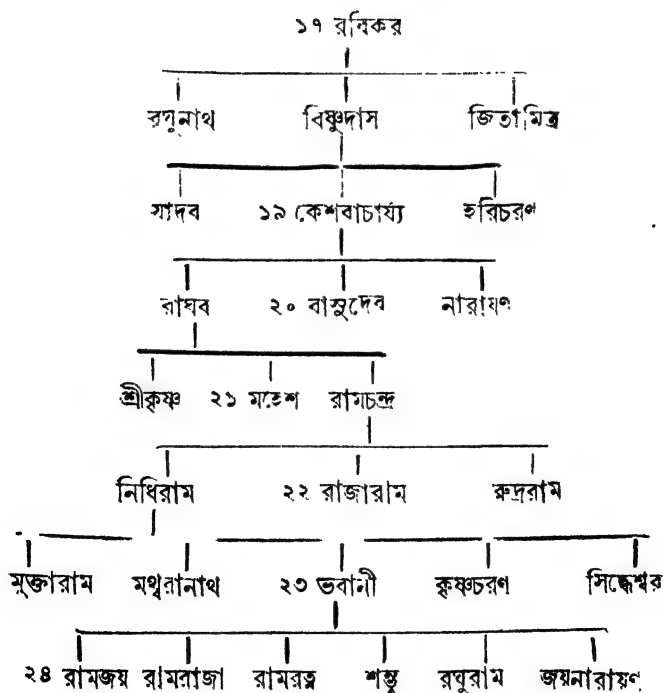 ১৭ রবিকর
রঘুনাথ বিষ্ণুদাস জিতামিত্র
যাদব ১৯ কেশবাচার্য্য হরিচরণ
রাঘব ২০ বাসুদেব নারায়ণ
শ্রীকৃষ্ণ ২১ মহেশ রামচন্দ্র
নিধিরাম ২২ রাজারাম রুদ্ররাম
মুক্তারাম মথুরানাথ ২৩ ভবানী কৃষ্ণচরণ সিদ্ধেশ্বর
২৪ রামজয় রামরাজা রামরত্ন শম্ভু রঘুরাম জয়নারায়ণ